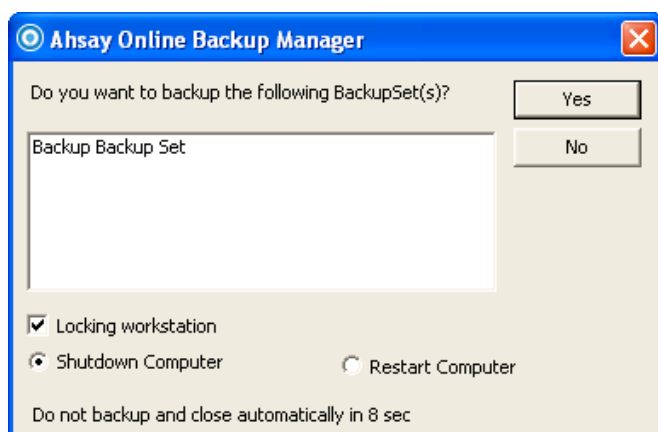 Ahsay Online Backup Manager
Do you want to backup the following BackupSet(s)?
Yes
No
Backup Backup Set
Locking workstation
Shutdown Computer
Restart Computer
Do not backup and close automatically in 8 sec